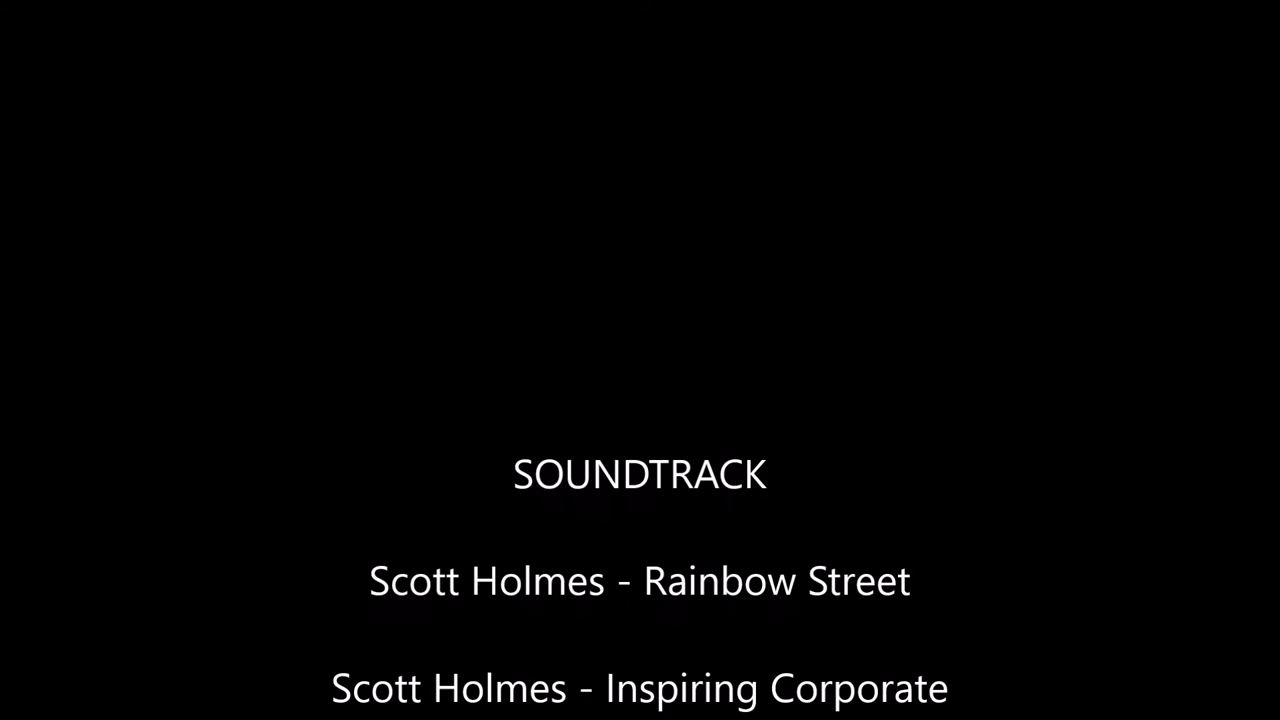 SOUNDTRACK
Scott Holmes - Rainbow Street
Scott Holmes - Inspiring Corporate